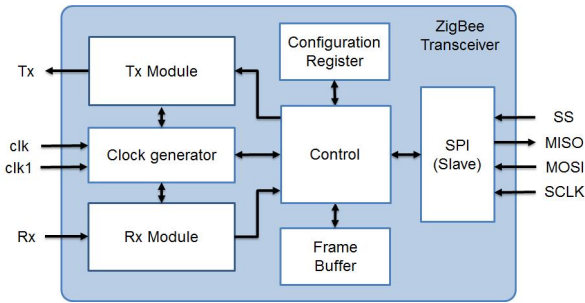 ZigBee
Transceiver
Configuration
Register
Tx
Tx Module
clk
clk1
Clock generator
Control
SPI
(Slave)
SS
MISO
MOSI
SCLK
Rx
Rx Module
Frame
Buffer